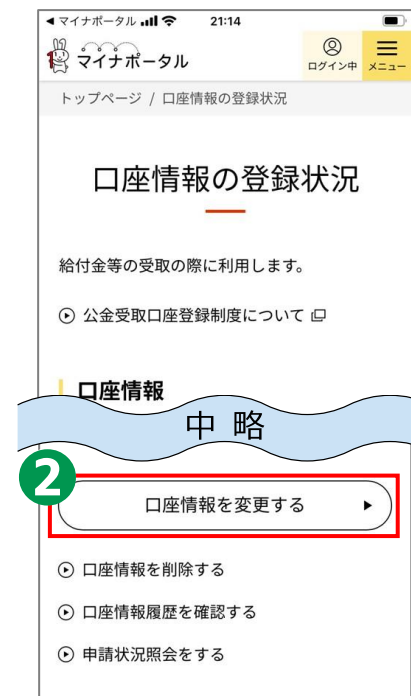 ◀マイナポータル 21:14
マイナポータル
ログイン中 メニュー
トップページ / 口座情報の登録状況
口座情報の登録状況
給付金等の受取の際に利用します。
公金受取口座登録制度について
口座情報
中 略
2
口座情報を変更する
口座情報を削除する
口座情報履歴を確認する
申請状況照会をする